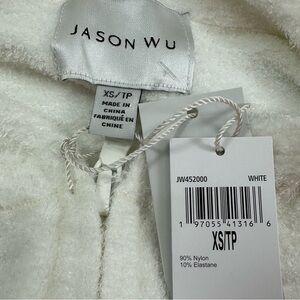 JASON WU
XS/TP
MADE IN
CHINA
FABRIQUÉ EN
CHINE
JW452000 WHITE
1 97055 41316 6
XS/TP
90% Nylon
10% Elastane